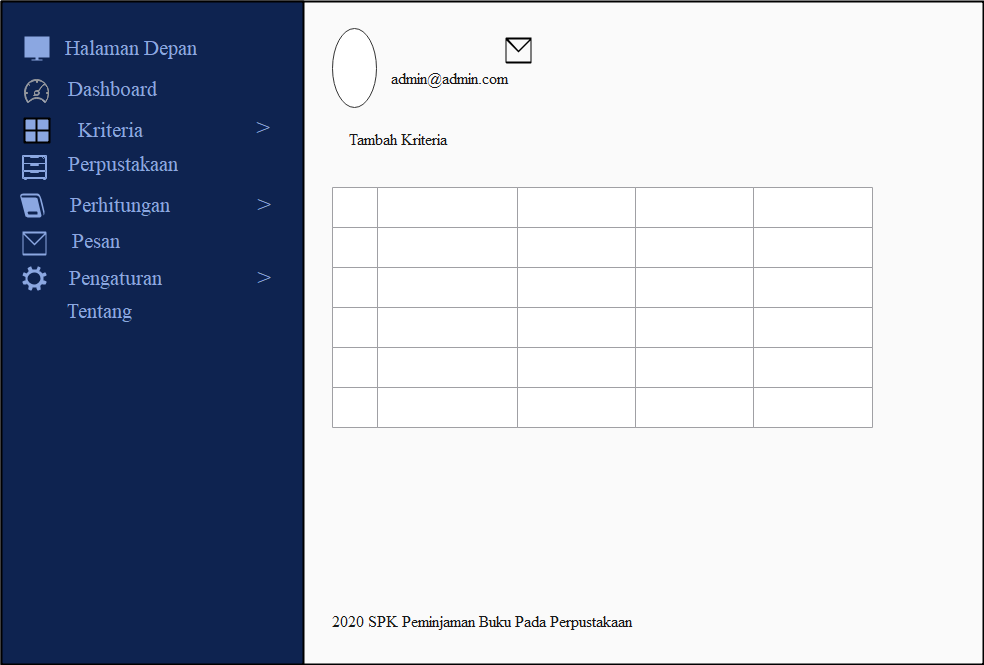 Halaman Depan
Dashboard
Kriteria >
Perpustakaan
Perhitungan >
Pesan
Pengaturan >
Tentang
admin@admin.com
Tambah Kriteria
2020 SPK Peminjaman Buku Pada Perpustakaan